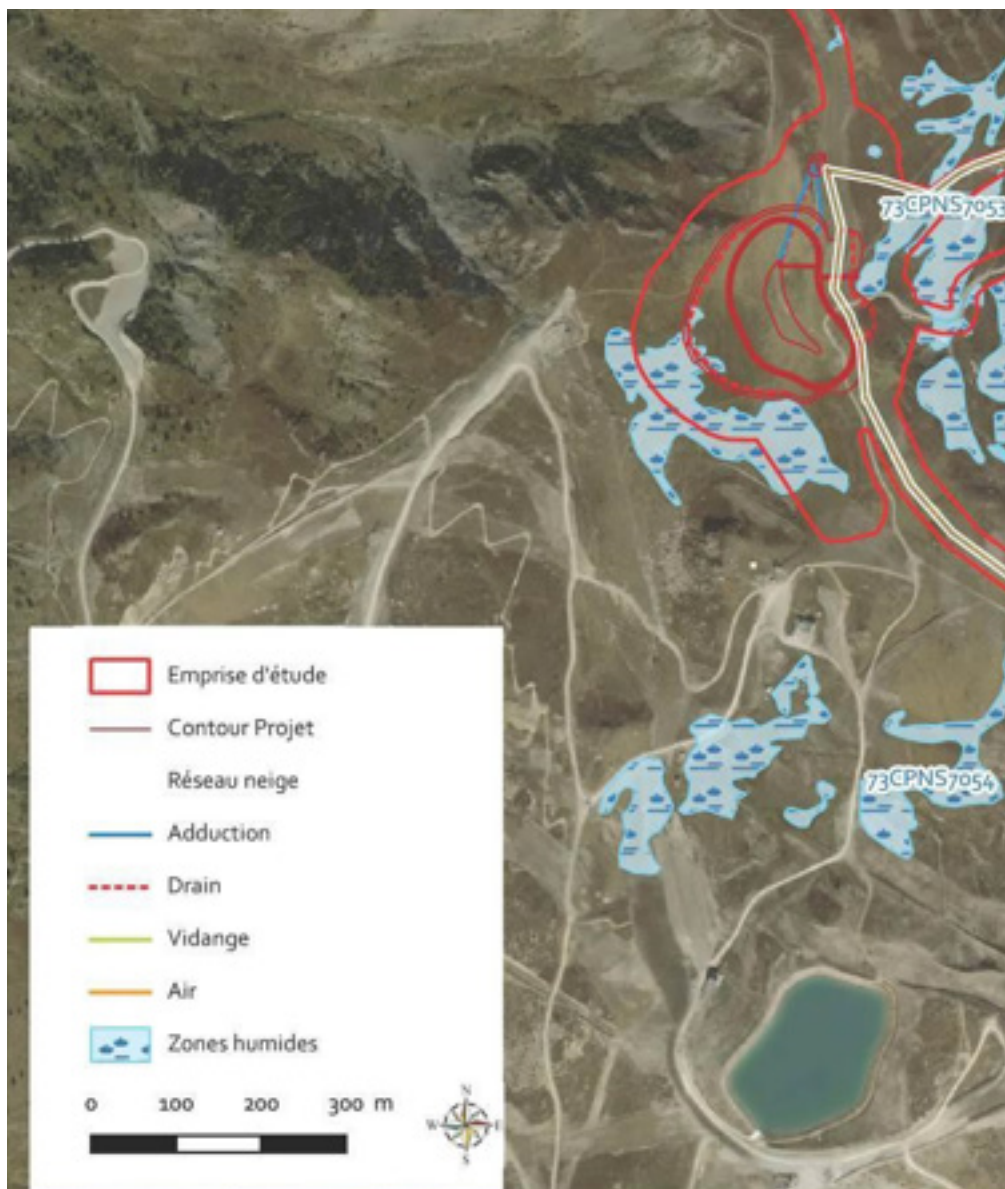 73CPNS7053
Emprise d'étude
Contour Projet
Réseau neige
73CPNS7054
Adduction
Drain
Vidange
Air
Zones humides
0 100 200 300 m
N
W E
S